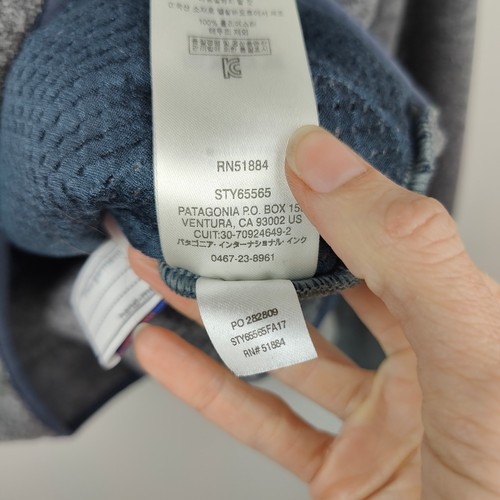 100% 폴리에스터
RN51884
STY65565
PATAGONIA P.O. BOX 150
VENTURA, CA 93002 US
CUIT:30-70924649-2
パタゴニア・インターナショナル・インク
0467-23-8961
PO 282809
STY65565FA17
RN# 51884